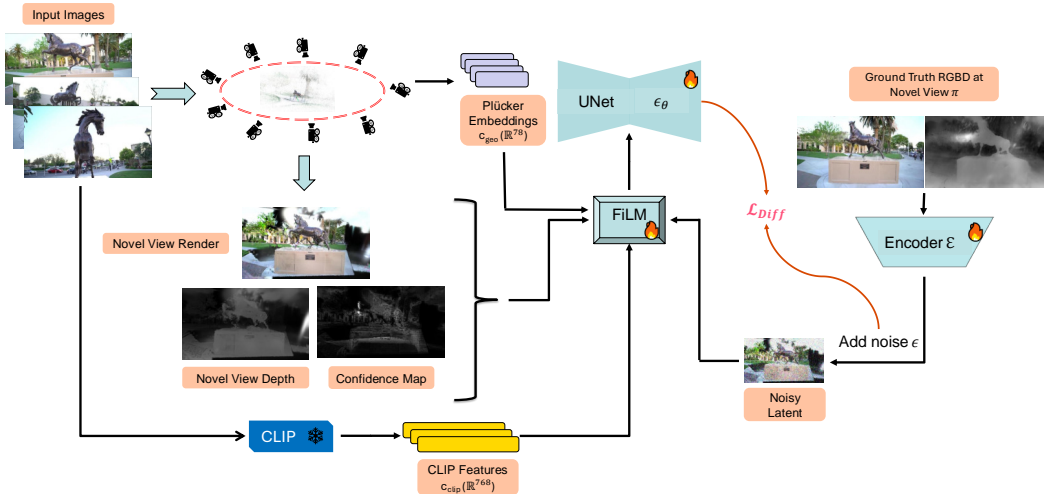 Input Images
Plücker
Embeddings
c_geo(ℝ^78)
UNet
ϵ_θ
Ground Truth RGBD at
Novel View π
FiLM
ℒ_Diff
Encoder ℰ
Novel View Render
Novel View Depth
Confidence Map
Add noise ϵ
Noisy
Latent
CLIP
CLIP Features
c_clip(ℝ^768)